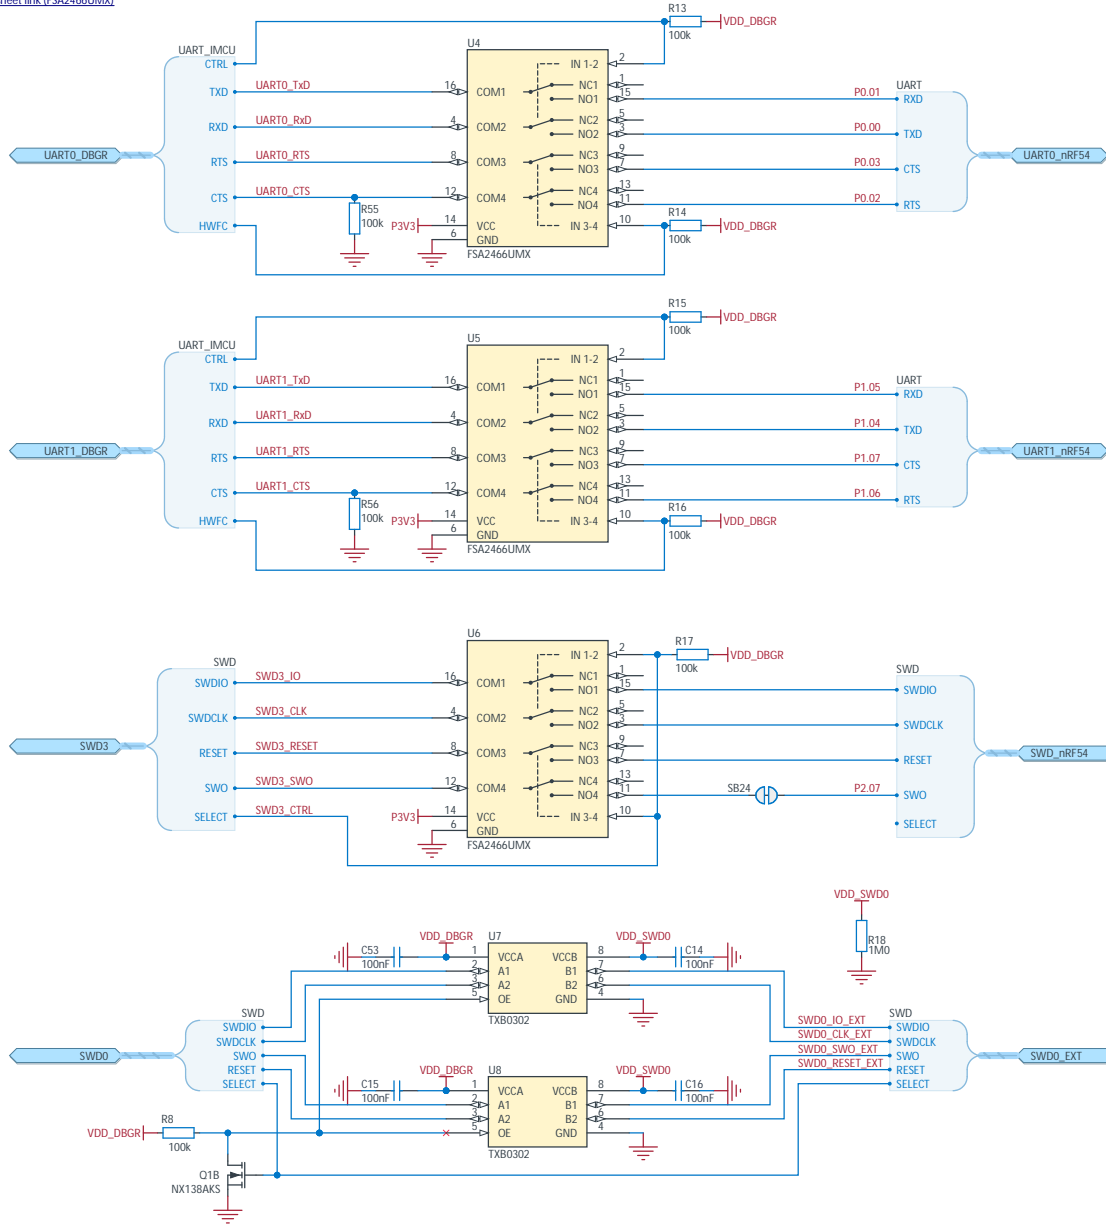 sheet link (FSA2466UMX)
R13
100k
VDD_DBGR
UART_IMCU
CTRL
TXD
RXD
RTS
CTS
HWFC
UART0_DBGR
UART0_TxD
UART0_RxD
UART0_RTS
UART0_CTS
R55
100k
P3V3
U4
16 COM1
4 COM2
8 COM3
12 COM4
14 VCC
6 GND
IN 1-2 2
NC1 1
NO1 15
NC2 5
NO2 3
NC3 9
NO3 7
NC4 13
NO4 11
IN 3-4 10
FSA2466UMX
R14
100k
VDD_DBGR
P0.01
P0.00
P0.03
P0.02
UART
RXD
TXD
CTS
RTS
UART0_nRF54
R15
100k
VDD_DBGR
UART_IMCU
CTRL
TXD
RXD
RTS
CTS
HWFC
UART1_DBGR
UART1_TxD
UART1_RxD
UART1_RTS
UART1_CTS
R56
100k
P3V3
U5
16 COM1
4 COM2
8 COM3
12 COM4
14 VCC
6 GND
IN 1-2 2
NC1 1
NO1 15
NC2 5
NO2 3
NC3 9
NO3 7
NC4 13
NO4 11
IN 3-4 10
FSA2466UMX
R16
100k
VDD_DBGR
P1.05
P1.04
P1.07
P1.06
UART
RXD
TXD
CTS
RTS
UART1_nRF54
SWD
SWDIO
SWDCLK
RESET
SWO
SELECT
SWD3
SWD3_IO
SWD3_CLK
SWD3_RESET
SWD3_SWO
SWD3_CTRL
P3V3
U6
16 COM1
4 COM2
8 COM3
12 COM4
14 VCC
6 GND
IN 1-2 2
NC1 1
NO1 15
NC2 5
NO2 3
NC3 9
NO3 7
NC4 13
NO4 11
IN 3-4 10
FSA2466UMX
R17
100k
VDD_DBGR
SB24
P2.07
SWD
SWDIO
SWDCLK
RESET
SWO
SELECT
SWD_nRF54
VDD_SWD0
R18
1M0
C53
100nF
VDD_DBGR
U7
1 VCCA
2 A1
3 A2
5 OE
VCCB 8
B1 7
B2 6
GND 4
TXB0302
VDD_SWD0
C14
100nF
SWD
SWDIO
SWDCLK
SWO
RESET
SELECT
SWD0
C15
100nF
VDD_DBGR
U8
1 VCCA
2 A1
3 A2
5 OE
VCCB 8
B1 7
B2 6
GND 4
TXB0302
VDD_SWD0
C16
100nF
SWD0_IO_EXT
SWD0_CLK_EXT
SWD0_SWO_EXT
SWD0_RESET_EXT
SWD
SWDIO
SWDCLK
SWO
RESET
SELECT
SWD0_EXT
VDD_DBGR
R8
100k
Q1B
NX138AKS